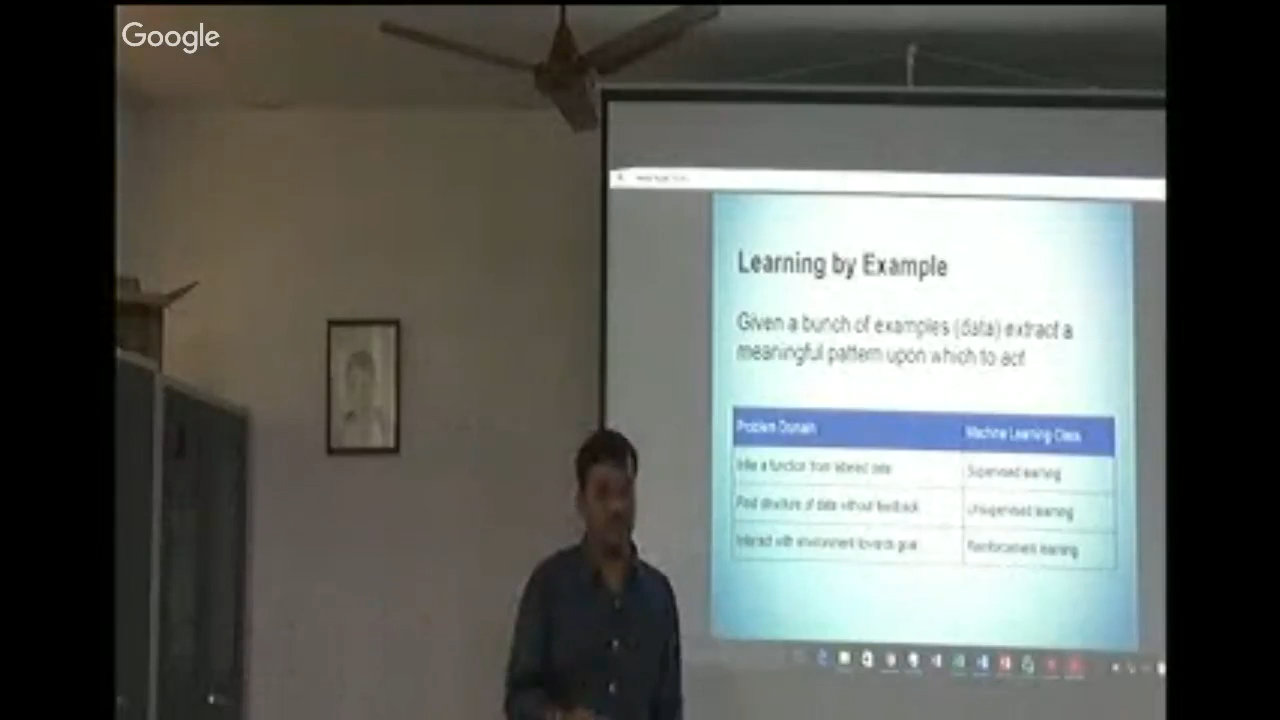 Google
Learning by Example
Given a bunch of examples (data) extract a
meaningful pattern upon which to act
Problem Domain
Machine Learning Class
Infer a function from labeled data
Supervised learning
Find structure of data without feedback
Unsupervised learning
Interact with environment towards goal
Reinforcement learning